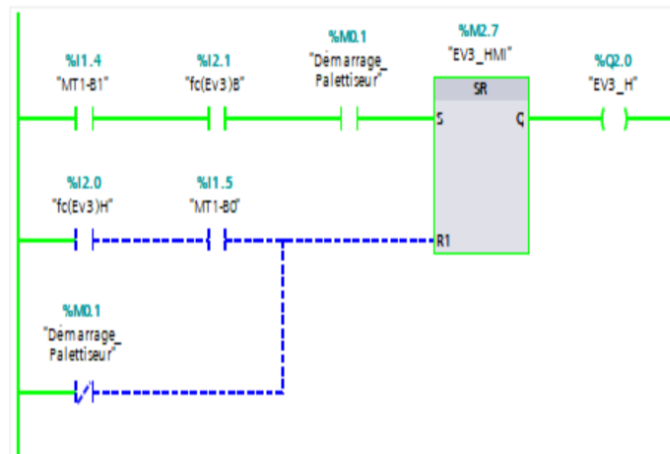 %M2.7
"EV3_HMI"
%I1.4
"MT1-B1"
%I2.1
"fc(Ev3)B"
%M0.1
"Démarrage_
Palettiseur"
%Q2.0
"EV3_H"
SR
S
Q
%I2.0
"fc(Ev3)H"
%I1.5
"MT1-B0"
R1
%M0.1
"Démarrage_
Palettiseur"